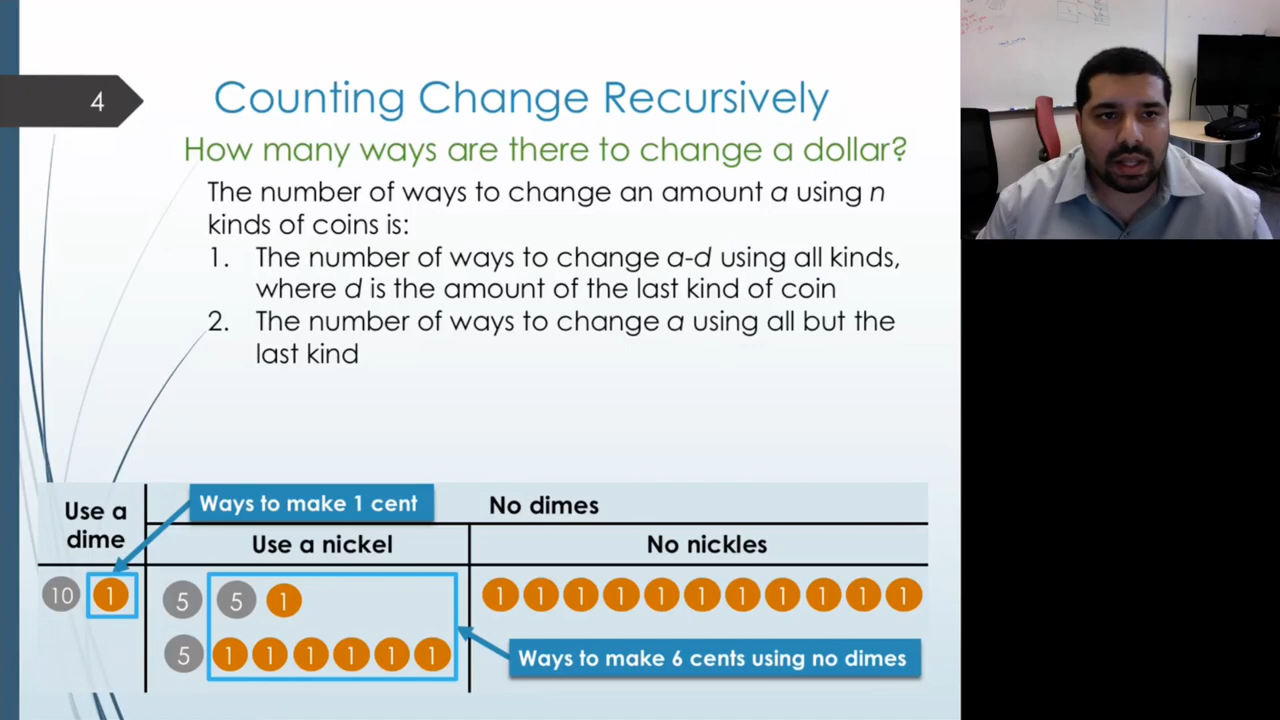 4
Counting Change Recursively
How many ways are there to change a dollar?
The number of ways to change an amount a using n
kinds of coins is:
1. The number of ways to change a-d using all kinds,
where d is the amount of the last kind of coin
2. The number of ways to change a using all but the
last kind
Use a
dime
Ways to make 1 cent
No dimes
Use a nickel
No nickles
10 1
5 5 1
1 1 1 1 1 1 1 1 1 1 1
5 1 1 1 1 1 1
Ways to make 6 cents using no dimes